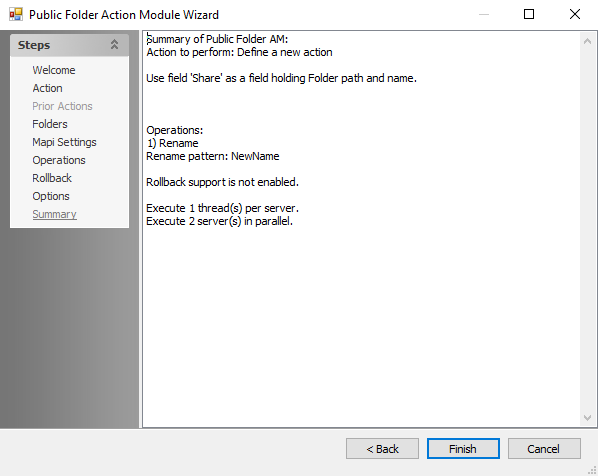 Public Folder Action Module Wizard
Steps
Welcome
Action
Prior Actions
Folders
Mapi Settings
Operations
Rollback
Options
Summary
Summary of Public Folder AM:
Action to perform: Define a new action
Use field 'Share' as a field holding Folder path and name.
Operations:
1) Rename
Rename pattern: NewName
Rollback support is not enabled.
Execute 1 thread(s) per server.
Execute 2 server(s) in parallel.
< Back
Finish
Cancel